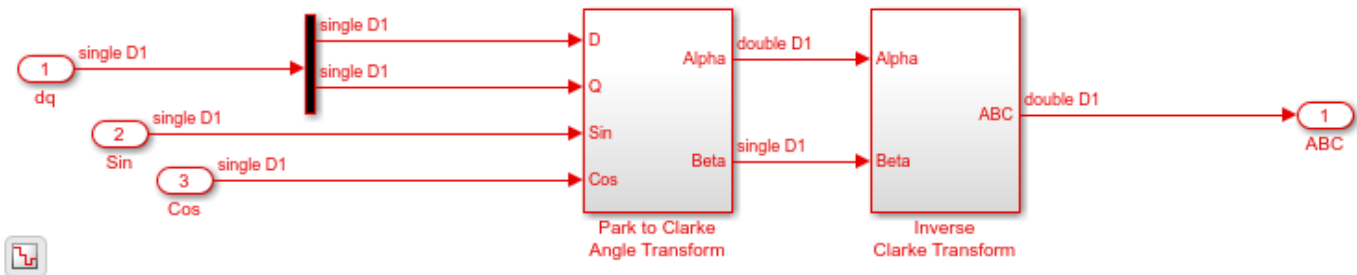 single D1
1
dq
single D1
single D1
single D1
2
Sin
single D1
3
Cos
D
Q
Sin
Cos
Alpha
Beta
Park to Clarke
Angle Transform
double D1
single D1
Alpha
Beta
ABC
Inverse
Clarke Transform
double D1
1
ABC